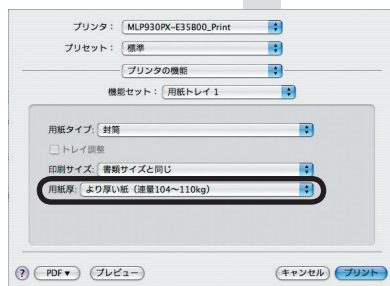 プリンタ： MLP930PX-E35B00_Print
プリセット： 標準
プリンタの機能
機能セット： 用紙トレイ 1
用紙タイプ: 封筒
トレイ調整
印刷サイズ: 書類サイズと同じ
用紙厚: より厚い紙（連量104〜110kg）
? PDF▼ プレビュー キャンセル プリント